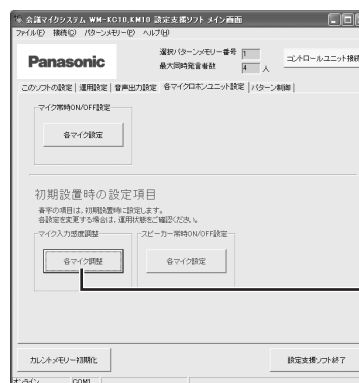 会議マイクシステム WM-KC10,KM10 設定支援ソフト メイン画面
ファイル(F) 接続(C) パターンメモリー(P) ヘルプ(H)
Panasonic
選択パターンメモリー番号 1
最大同時発言者数 4 人
コントロールユニット接続
このソフトの設定 運用設定 音声出力設定 各マイクロホンユニット設定 パターン制御
マイク常時ON/OFF設定
各マイク設定
初期設置時の設定項目
青字の項目は、初期設置時に設定します。
各設定を変更する場合は、運用状態をご確認ください。
マイク入力感度調整 スピーカー常時ON/OFF設定
各マイク調整 各マイク設定
カレントメモリー初期化 設定支援ソフト終了
オンライン COM1